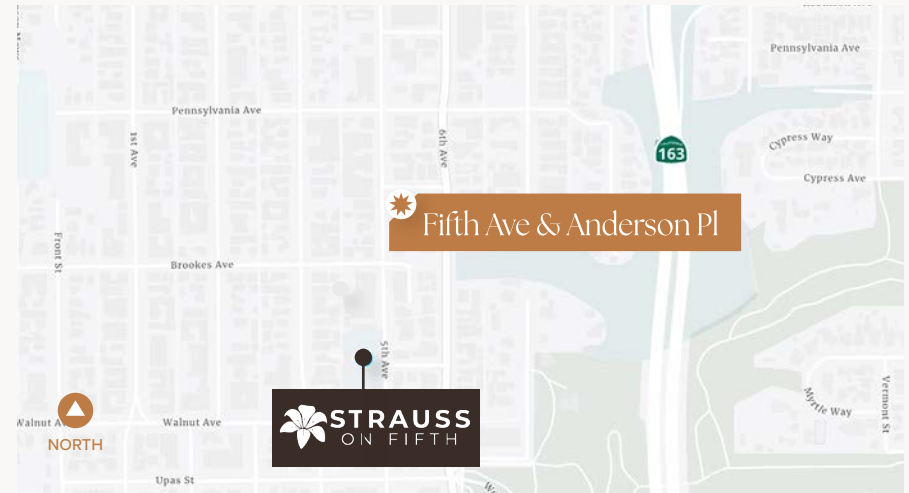 Pennsylvania Ave
Pennsylvania Ave
1st Ave
6th Ave
163
Cypress Way
Cypress Ave
Fifth Ave & Anderson Pl
Front St
Brookes Ave
5th Ave
Walnut
Walnut Ave
NORTH
STRAUSS
ON FIFTH
Myrtle Way
Vermont St
Upas St